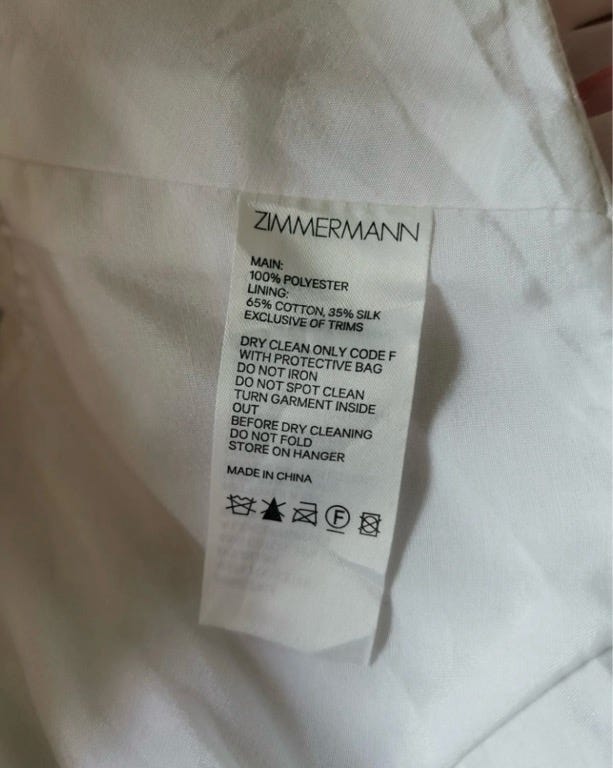 ZIMMERMANN
MAIN:
100% POLYESTER
LINING:
65% COTTON, 35% SILK
EXCLUSIVE OF TRIMS
DRY CLEAN ONLY CODE F
WITH PROTECTIVE BAG
DO NOT IRON
DO NOT SPOT CLEAN
TURN GARMENT INSIDE
OUT
BEFORE DRY CLEANING
DO NOT FOLD
STORE ON HANGER
MADE IN CHINA
F